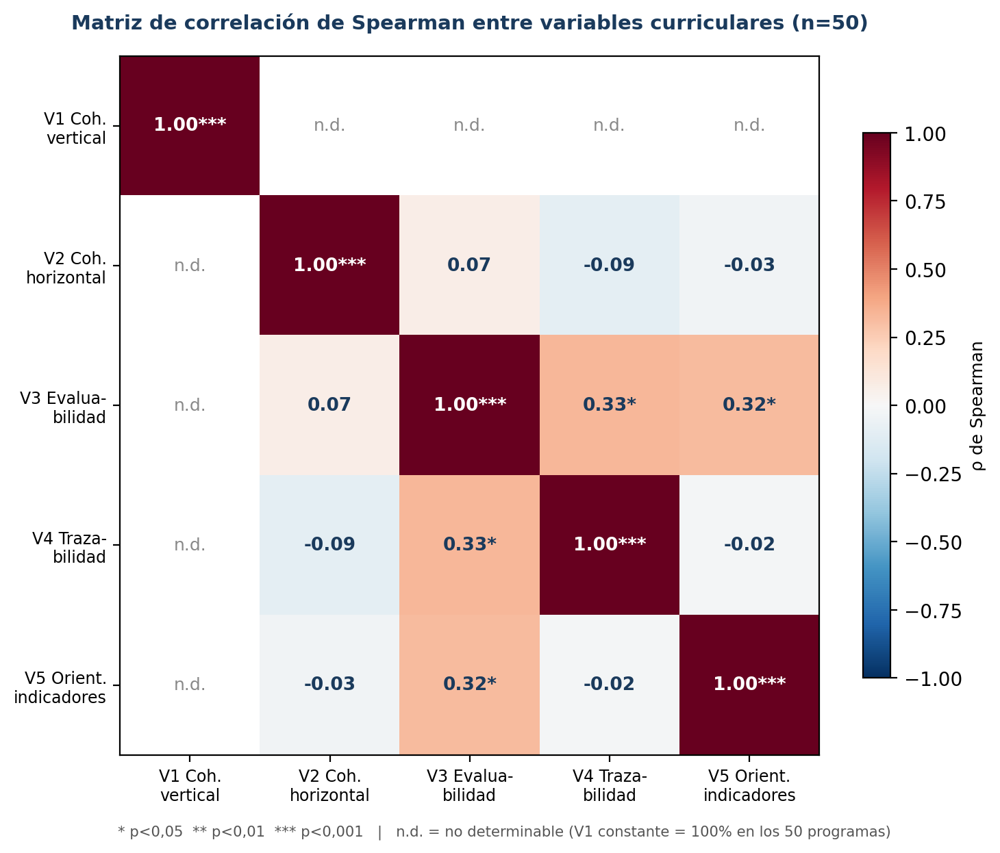 Matriz de correlación de Spearman entre variables curriculares (n=50)
V1 Coh.
vertical
1.00***
n.d.
n.d.
n.d.
n.d.
V2 Coh.
horizontal
n.d.
1.00***
0.07
-0.09
-0.03
V3 Evalua-
bilidad
n.d.
0.07
1.00***
0.33*
0.32*
V4 Traza-
bilidad
n.d.
-0.09
0.33*
1.00***
-0.02
V5 Orient.
indicadores
n.d.
-0.03
0.32*
-0.02
1.00***
V1 Coh.
vertical
V2 Coh.
horizontal
V3 Evalua-
bilidad
V4 Traza-
bilidad
V5 Orient.
indicadores
1.00
0.75
0.50
0.25
0.00
−0.25
−0.50
−0.75
−1.00
ρ de Spearman
* p<0,05  ** p<0,01  *** p<0,001   |   n.d. = no determinable (V1 constante = 100% en los 50 programas)